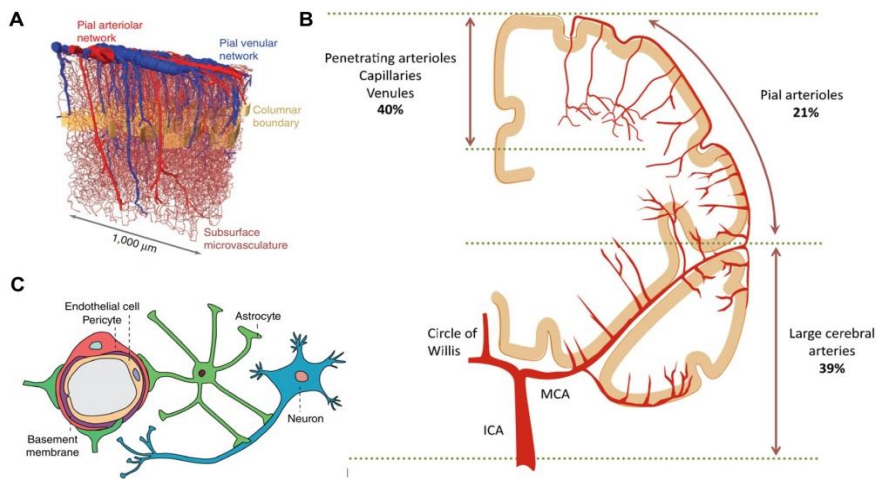 A
Pial arteriolar
network
Pial venular
network
Columnar
boundary
Subsurface
microvasculature
1,000 μm
B
Penetrating arterioles
Capillaries
Venules
40%
Pial arterioles
21%
Large cerebral
arteries
39%
Circle of
Willis
MCA
ICA
C
Endothelial cell
Pericyte
Astrocyte
Neuron
Basement
membrane